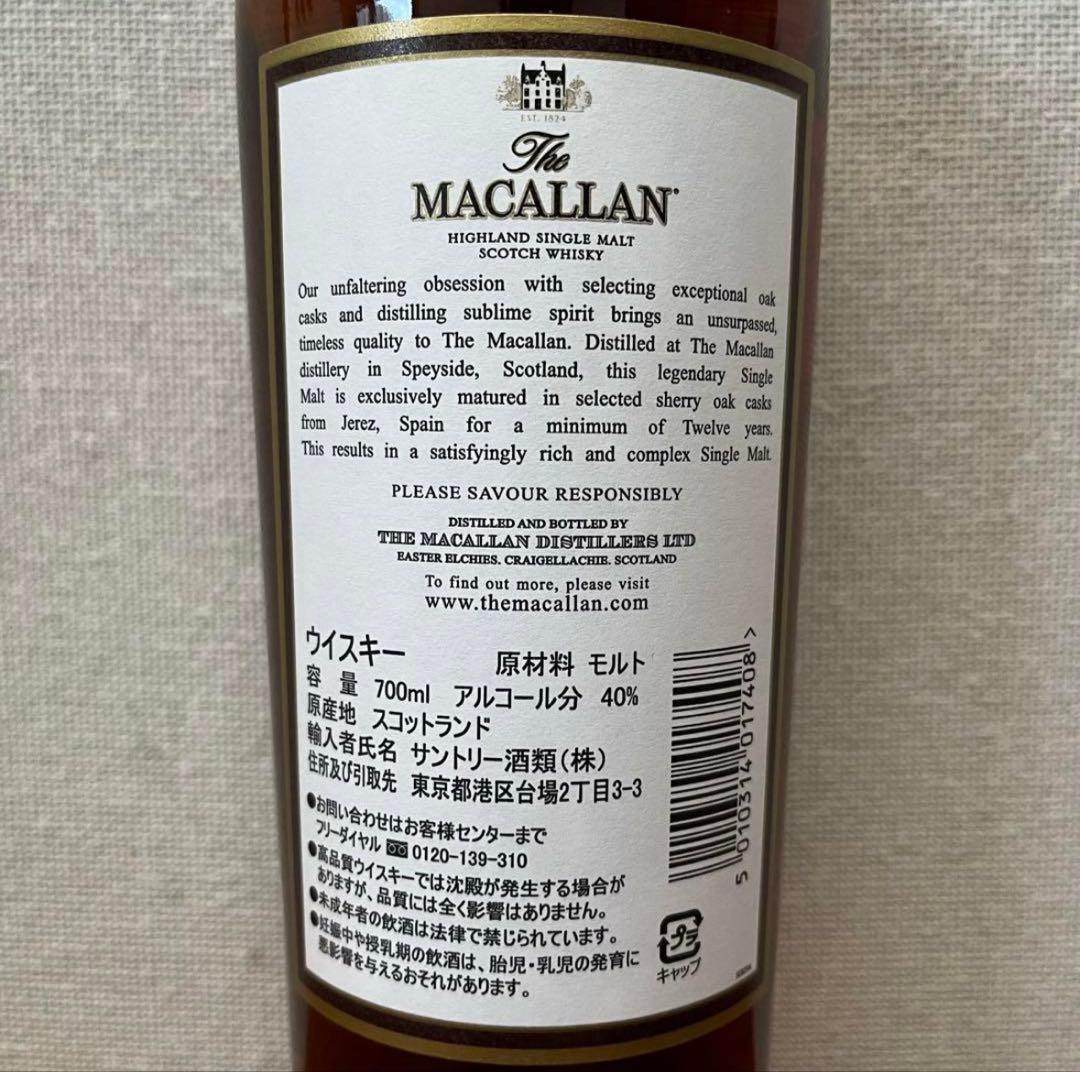 EST. 1824
The
MACALLAN
HIGHLAND SINGLE MALT
SCOTCH WHISKY
Our unfaltering obsession with selecting exceptional oak
casks and distilling sublime spirit brings an unsurpassed,
timeless quality to The Macallan. Distilled at The Macallan
distillery in Speyside, Scotland, this legendary Single
Malt is exclusively matured in selected sherry oak casks
from Jerez, Spain for a minimum of Twelve years.
This results in a satisfyingly rich and complex Single Malt.
PLEASE SAVOUR RESPONSIBLY
DISTILLED AND BOTTLED BY
THE MACALLAN DISTILLERS LTD
EASTER ELCHIES. CRAIGELLACHIE. SCOTLAND
To find out more, please visit
www.themacallan.com
ウイスキー 原材料 モルト
容量 700ml アルコール分 40%
原産地 スコットランド
輸入者氏名 サントリー酒類(株)
住所及び引取先 東京都港区台場2丁目3-3
●お問い合わせはお客様センターまで
フリーダイヤル 0120-139-310
●高品質ウイスキーでは沈殿が発生する場合が
ありますが、品質には全く影響はありません。
●未成年者の飲酒は法律で禁じられています。
●妊娠中や授乳期の飲酒は、胎児・乳児の発育に
悪影響を与えるおそれがあります。
5 010314 017408 >
プラ
キャップ